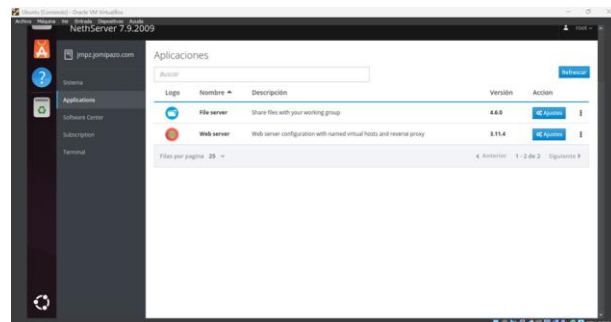 Ubuntu [Corriendo] - Oracle VM VirtualBox
Archivo Máquina Ver Entrada Dispositivos Ayuda
NethServer 7.9.2009
root
jmpz.jomipazo.com
Sistema
Applications
Software Center
Subscription
Terminal
Aplicaciones
Buscar
Refrescar
Logo Nombre Descripción Versión Accion
File server Share files with your working group 4.6.0 Ajustes
Web server Web server configuration with named virtual hosts and reverse proxy 3.11.4 Ajustes
Filas por pagina 25 Anterior 1 - 2 de 2 Siguiente